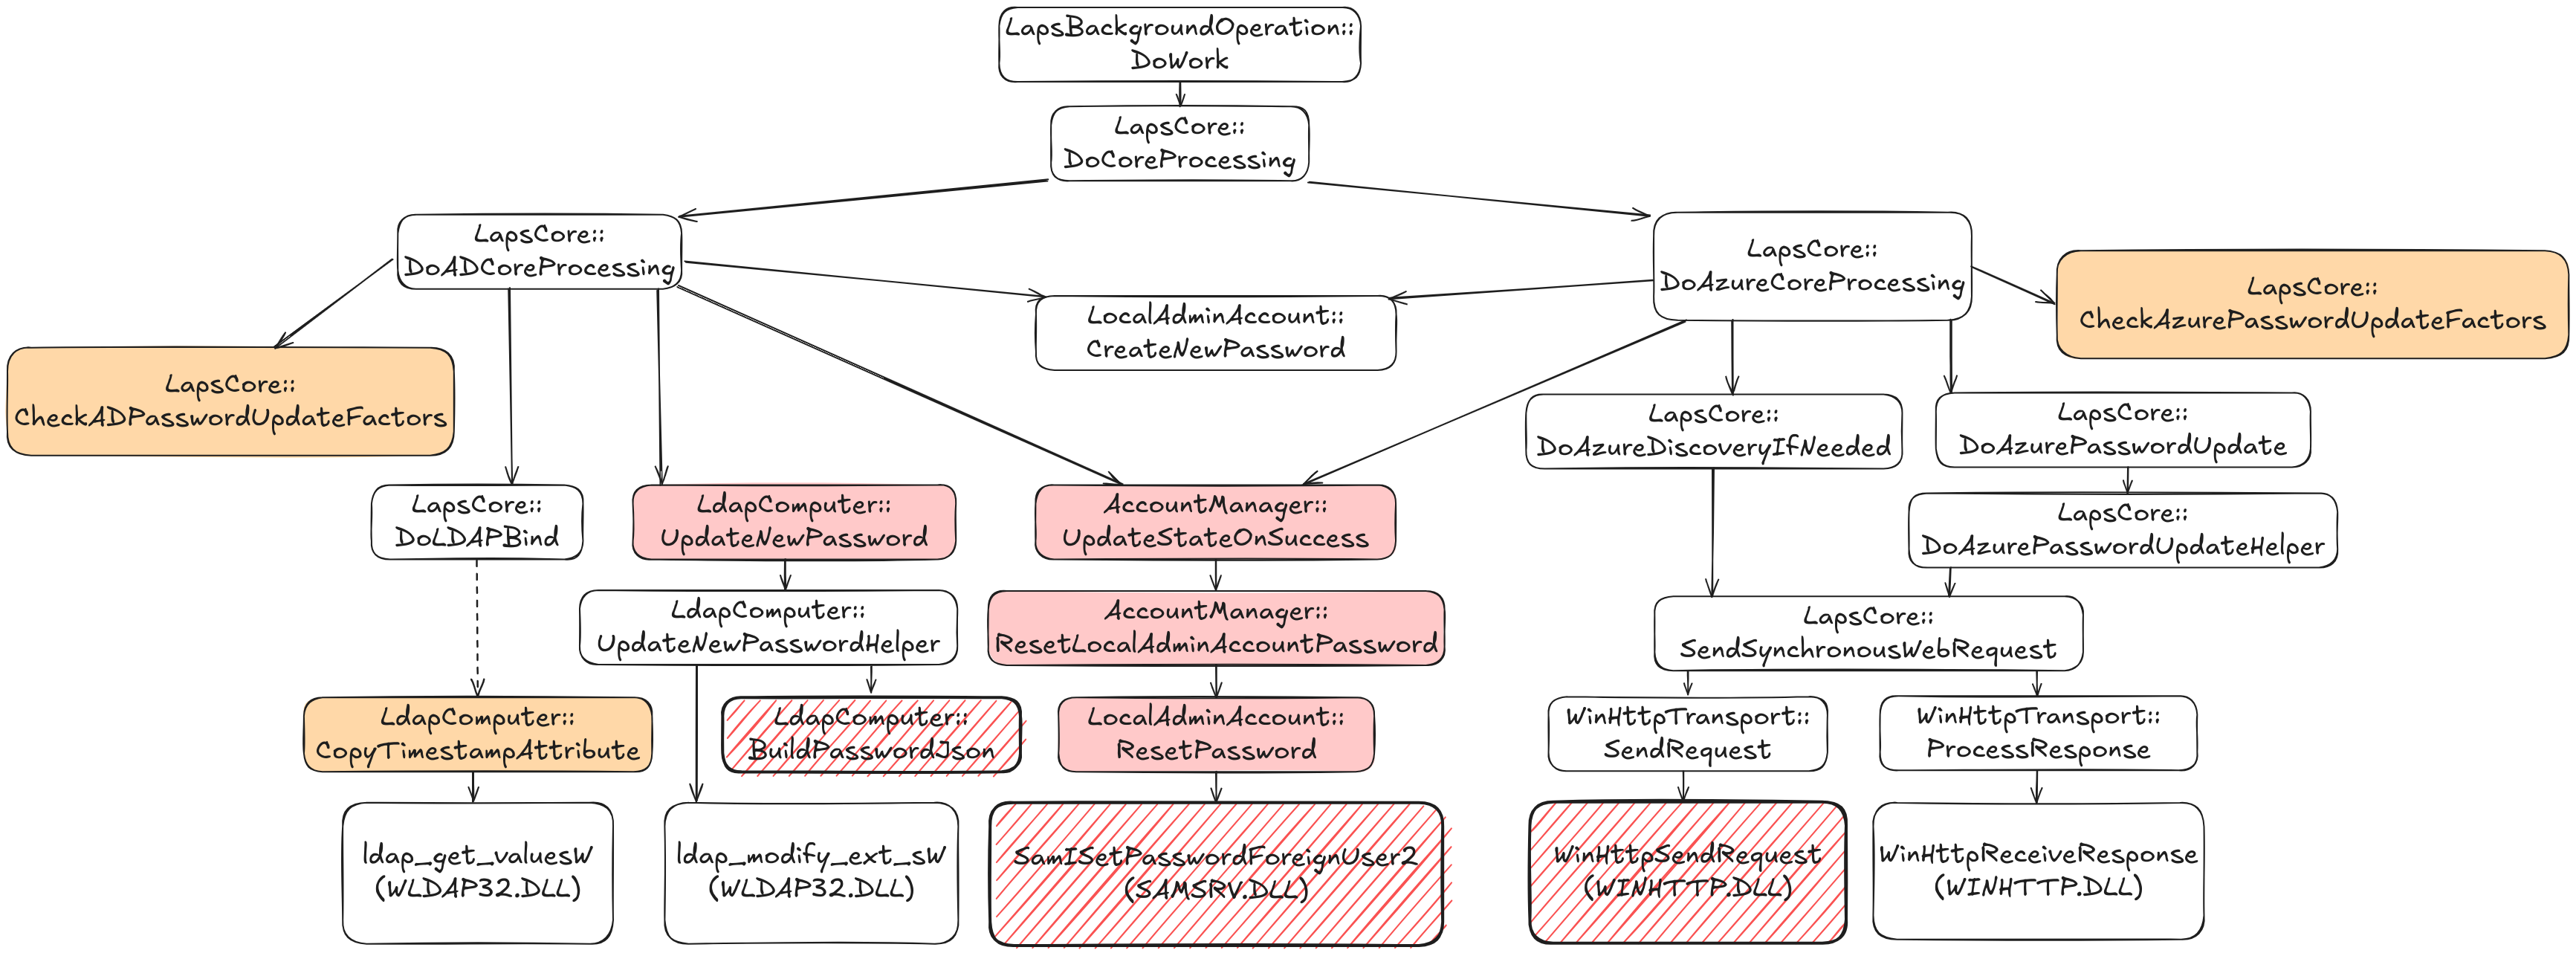 LapsBackgroundOperation::
DoWork
LapsCore::
DoCoreProcessing
LapsCore::
DoADCoreProcessing
LapsCore::
DoAzureCoreProcessing
LapsCore::
CheckAzurePasswordUpdateFactors
LocalAdminAccount::
CreateNewPassword
LapsCore::
CheckADPasswordUpdateFactors
LapsCore::
DoAzureDiscoveryIfNeeded
LapsCore::
DoAzurePasswordUpdate
LapsCore::
DoLDAPBind
LdapComputer::
UpdateNewPassword
AccountManager::
UpdateStateOnSuccess
LapsCore::
DoAzurePasswordUpdateHelper
LdapComputer::
UpdateNewPasswordHelper
AccountManager::
ResetLocalAdminAccountPassword
LapsCore::
SendSynchronousWebRequest
LdapComputer::
CopyTimestampAttribute
LdapComputer::
BuildPasswordJson
LocalAdminAccount::
ResetPassword
WinHttpTransport::
SendRequest
WinHttpTransport::
ProcessResponse
ldap_get_valuesW
(WLDAP32.DLL)
ldap_modify_ext_sW
(WLDAP32.DLL)
SamISetPasswordForeignUser2
(SAMSRV.DLL)
WinHttpSendRequest
(WINHTTP.DLL)
WinHttpReceiveResponse
(WINHTTP.DLL)